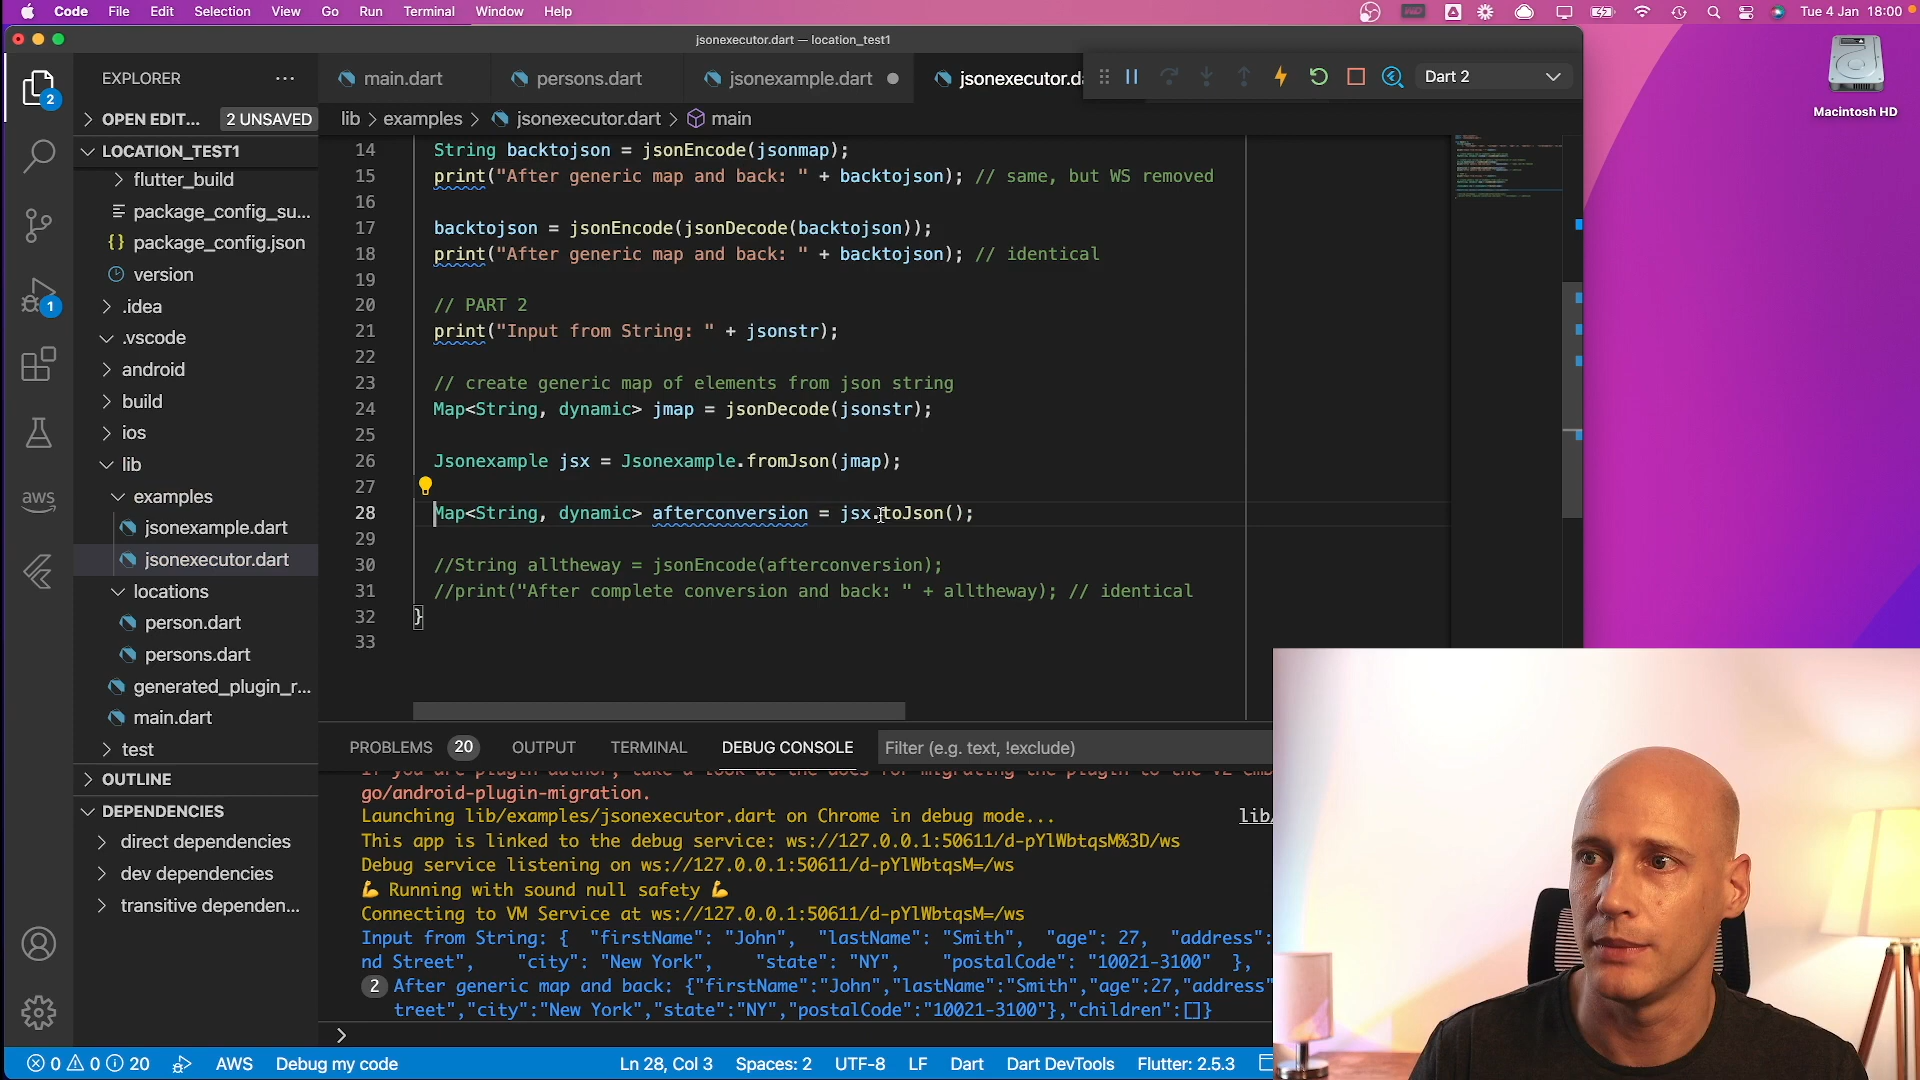 Code File Edit Selection View Go Run Terminal Window Help
Tue 4 Jan 18:00
jsonexecutor.dart — location_test1
Macintosh HD
EXPLORER
main.dart
persons.dart
jsonexample.dart
jsonexecutor.da
Dart 2
2
OPEN EDIT...
2 UNSAVED
lib > examples > jsonexecutor.dart > main
LOCATION_TEST1
flutter_build
package_config_su...
package_config.json
version
.idea
.vscode
android
build
ios
lib
examples
jsonexample.dart
jsonexecutor.dart
locations
person.dart
persons.dart
generated_plugin_r...
main.dart
test
OUTLINE
DEPENDENCIES
direct dependencies
dev dependencies
transitive dependen...
1
aws
14 String backtojson = jsonEncode(jsonmap);
15 print("After generic map and back: " + backtojson); // same, but WS removed
16
17 backtojson = jsonEncode(jsonDecode(backtojson));
18 print("After generic map and back: " + backtojson); // identical
19
20 // PART 2
21 print("Input from String: " + jsonstr);
22
23 // create generic map of elements from json string
24 Map<String, dynamic> jmap = jsonDecode(jsonstr);
25
26 Jsonexample jsx = Jsonexample.fromJson(jmap);
27
28 Map<String, dynamic> afterconversion = jsx.toJson();
29
30 //String alltheway = jsonEncode(afterconversion);
31 //print("After complete conversion and back: " + alltheway); // identical
32 }
33
PROBLEMS 20 OUTPUT TERMINAL DEBUG CONSOLE Filter (e.g. text, !exclude)
go/android-plugin-migration.
Launching lib/examples/jsonexecutor.dart on Chrome in debug mode... lib/
This app is linked to the debug service: ws://127.0.0.1:50611/d-pYlWbtqsM%3D/ws
Debug service listening on ws://127.0.0.1:50611/d-pYlWbtqsM=/ws
💪 Running with sound null safety 💪
Connecting to VM Service at ws://127.0.0.1:50611/d-pYlWbtqsM=/ws
Input from String: { "firstName": "John", "lastName": "Smith", "age": 27, "address":
nd Street", "city": "New York", "state": "NY", "postalCode": "10021-3100" },
2 After generic map and back: {"firstName":"John","lastName":"Smith","age":27,"address"
treet","city":"New York","state":"NY","postalCode":"10021-3100"},"children":[]}
>
0 0 20 AWS Debug my code Ln 28, Col 3 Spaces: 2 UTF-8 LF Dart Dart DevTools Flutter: 2.5.3